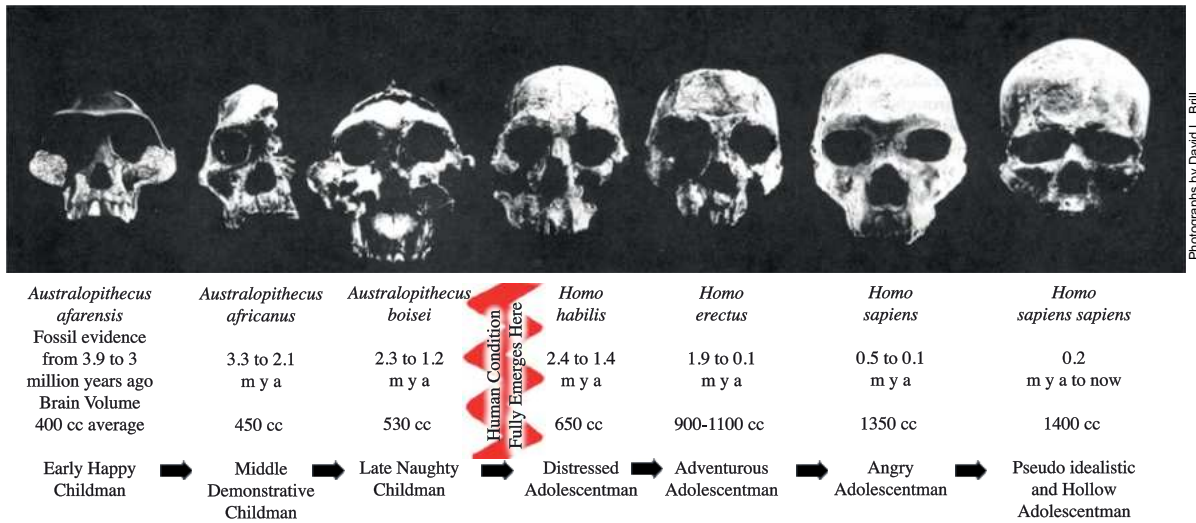 Photographs by David L. Brill
Australopithecus
afarensis
Fossil evidence
from 3.9 to 3
million years ago
Brain Volume
400 cc average
Early Happy
Childman
Australopithecus
africanus
3.3 to 2.1
m y a
450 cc
Middle
Demonstrative
Childman
Australopithecus
boisei
2.3 to 1.2
m y a
530 cc
Late Naughty
Childman
Human Condition
Fully Emerges Here
Homo
habilis
2.4 to 1.4
m y a
650 cc
Distressed
Adolescentman
Homo
erectus
1.9 to 0.1
m y a
900-1100 cc
Adventurous
Adolescentman
Homo
sapiens
0.5 to 0.1
m y a
1350 cc
Angry
Adolescentman
Homo
sapiens sapiens
0.2
m y a to now
1400 cc
Pseudo idealistic
and Hollow
Adolescentman